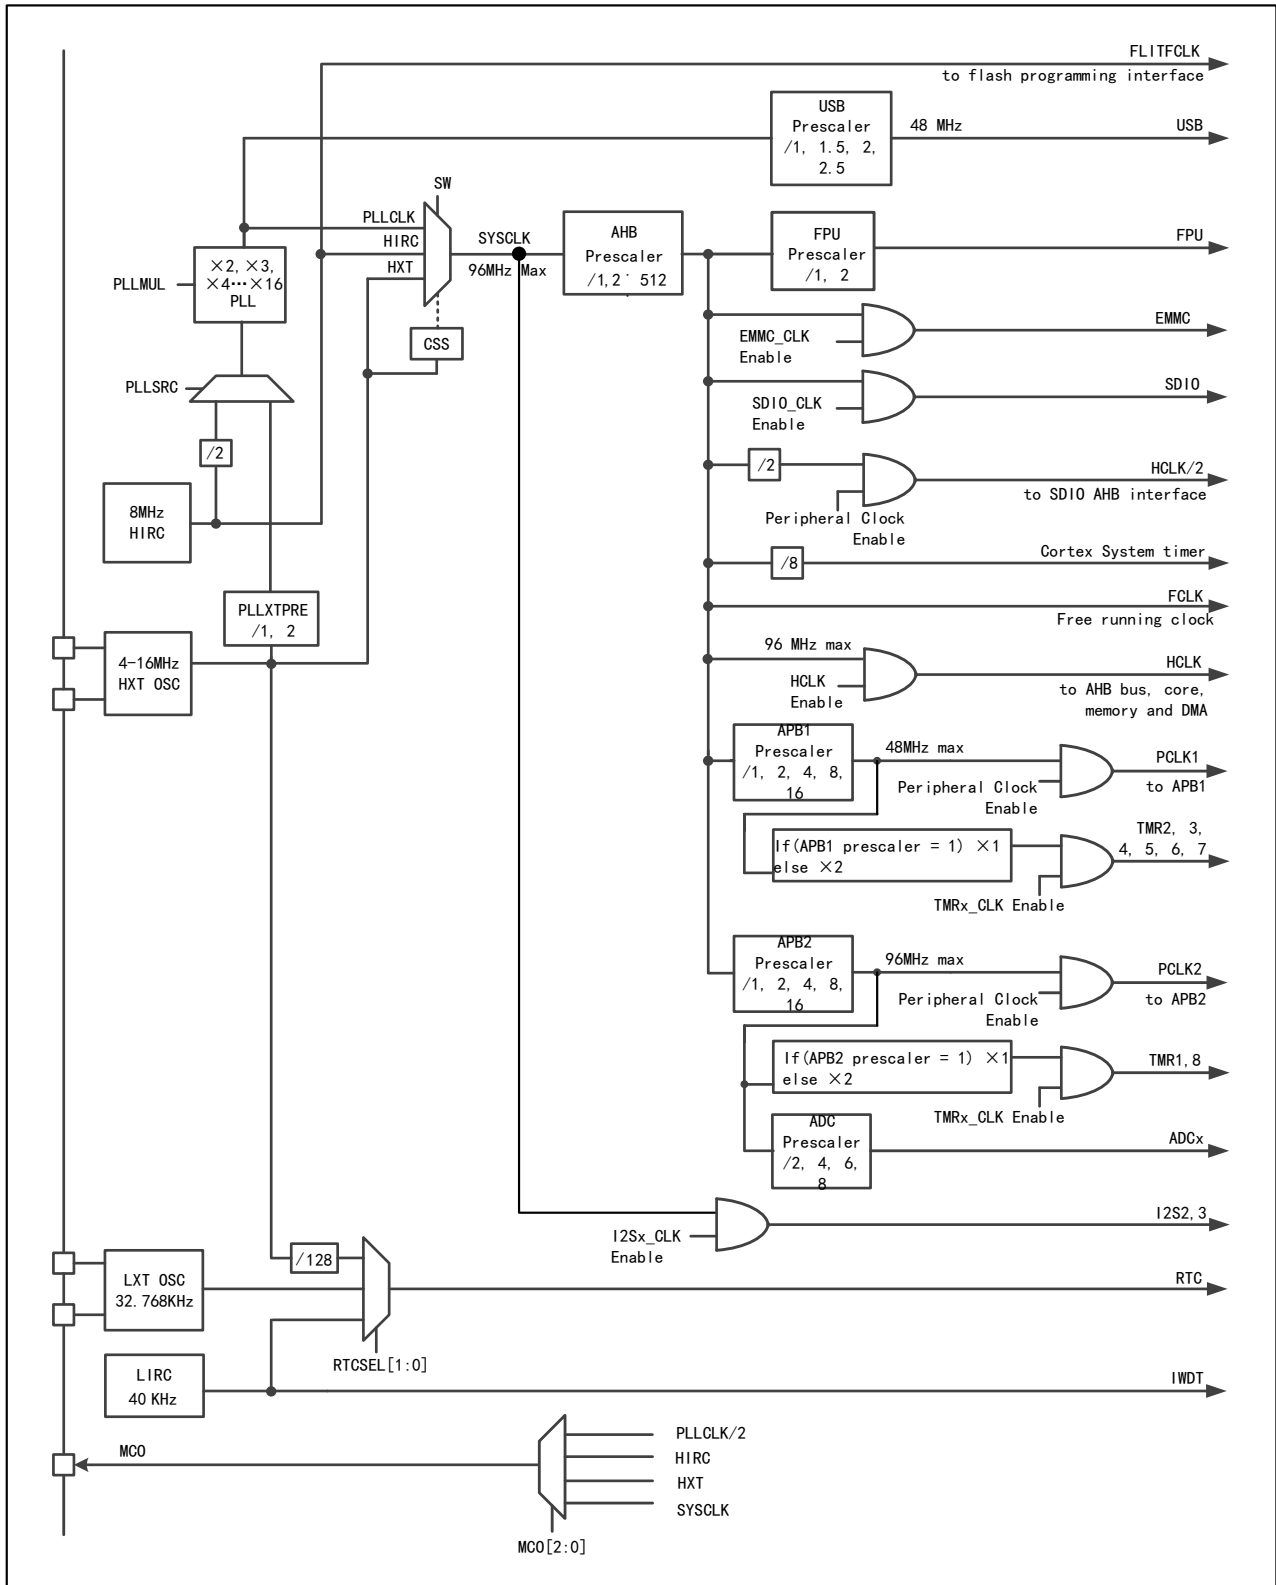 FLITFCLK
to flash programming interface
USB
Prescaler
/1, 1.5, 2,
2.5
48 MHz
USB
SW
PLLCLK
HIRC
HXT
SYSCLK
96MHz Max
AHB
Prescaler
/1,2˙ 512
FPU
Prescaler
/1, 2
FPU
PLLMUL
×2, ×3,
×4…×16
PLL
CSS
EMMC_CLK
Enable
EMMC
PLLSRC
SDIO_CLK
Enable
SDIO
/2
/2
HCLK/2
to SDIO AHB interface
8MHz
HIRC
Peripheral Clock
Enable
/8
Cortex System timer
PLLXTPRE
/1, 2
FCLK
Free running clock
4-16MHz
HXT OSC
96 MHz max
HCLK
Enable
HCLK
to AHB bus, core,
memory and DMA
APB1
Prescaler
/1, 2, 4, 8,
16
48MHz max
Peripheral Clock
Enable
PCLK1
to APB1
If(APB1 prescaler = 1) ×1
else ×2
TMR2, 3,
4, 5, 6, 7
TMRx_CLK Enable
APB2
Prescaler
/1, 2, 4, 8,
16
96MHz max
Peripheral Clock
Enable
PCLK2
to APB2
If(APB2 prescaler = 1) ×1
else ×2
TMR1,8
TMRx_CLK Enable
ADC
Prescaler
/2, 4, 6,
8
ADCx
I2Sx_CLK
Enable
I2S2,3
/128
LXT OSC
32.768KHz
RTC
RTCSEL[1:0]
LIRC
40 KHz
IWDT
MCO
PLLCLK/2
HIRC
HXT
SYSCLK
MCO[2:0]